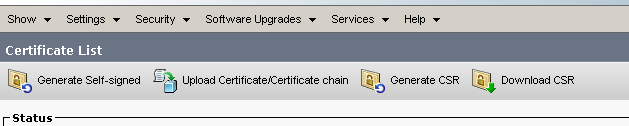 Show Settings Security Software Upgrades Services Help
Certificate List
Generate Self-signed Upload Certificate/Certificate chain Generate CSR Download CSR
Status